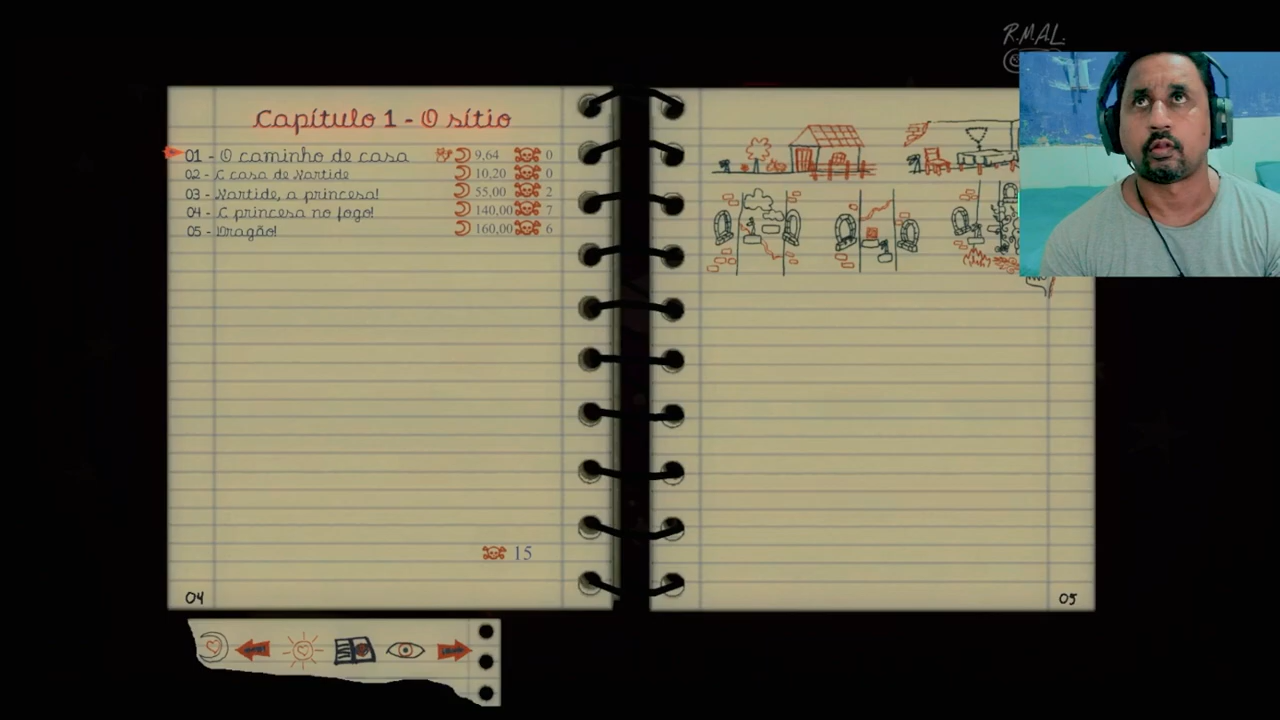 R.M.A.L.
Capítulo 1 - O sítio
01 - O caminho de casa 9,64 0
02 - A casa de Nartide 10,20 0
03 - Nartide, a princesa! 55,00 2
04 - A princesa no fogo! 140,00 7
05 - Dragão! 160,00 6
15
04
05